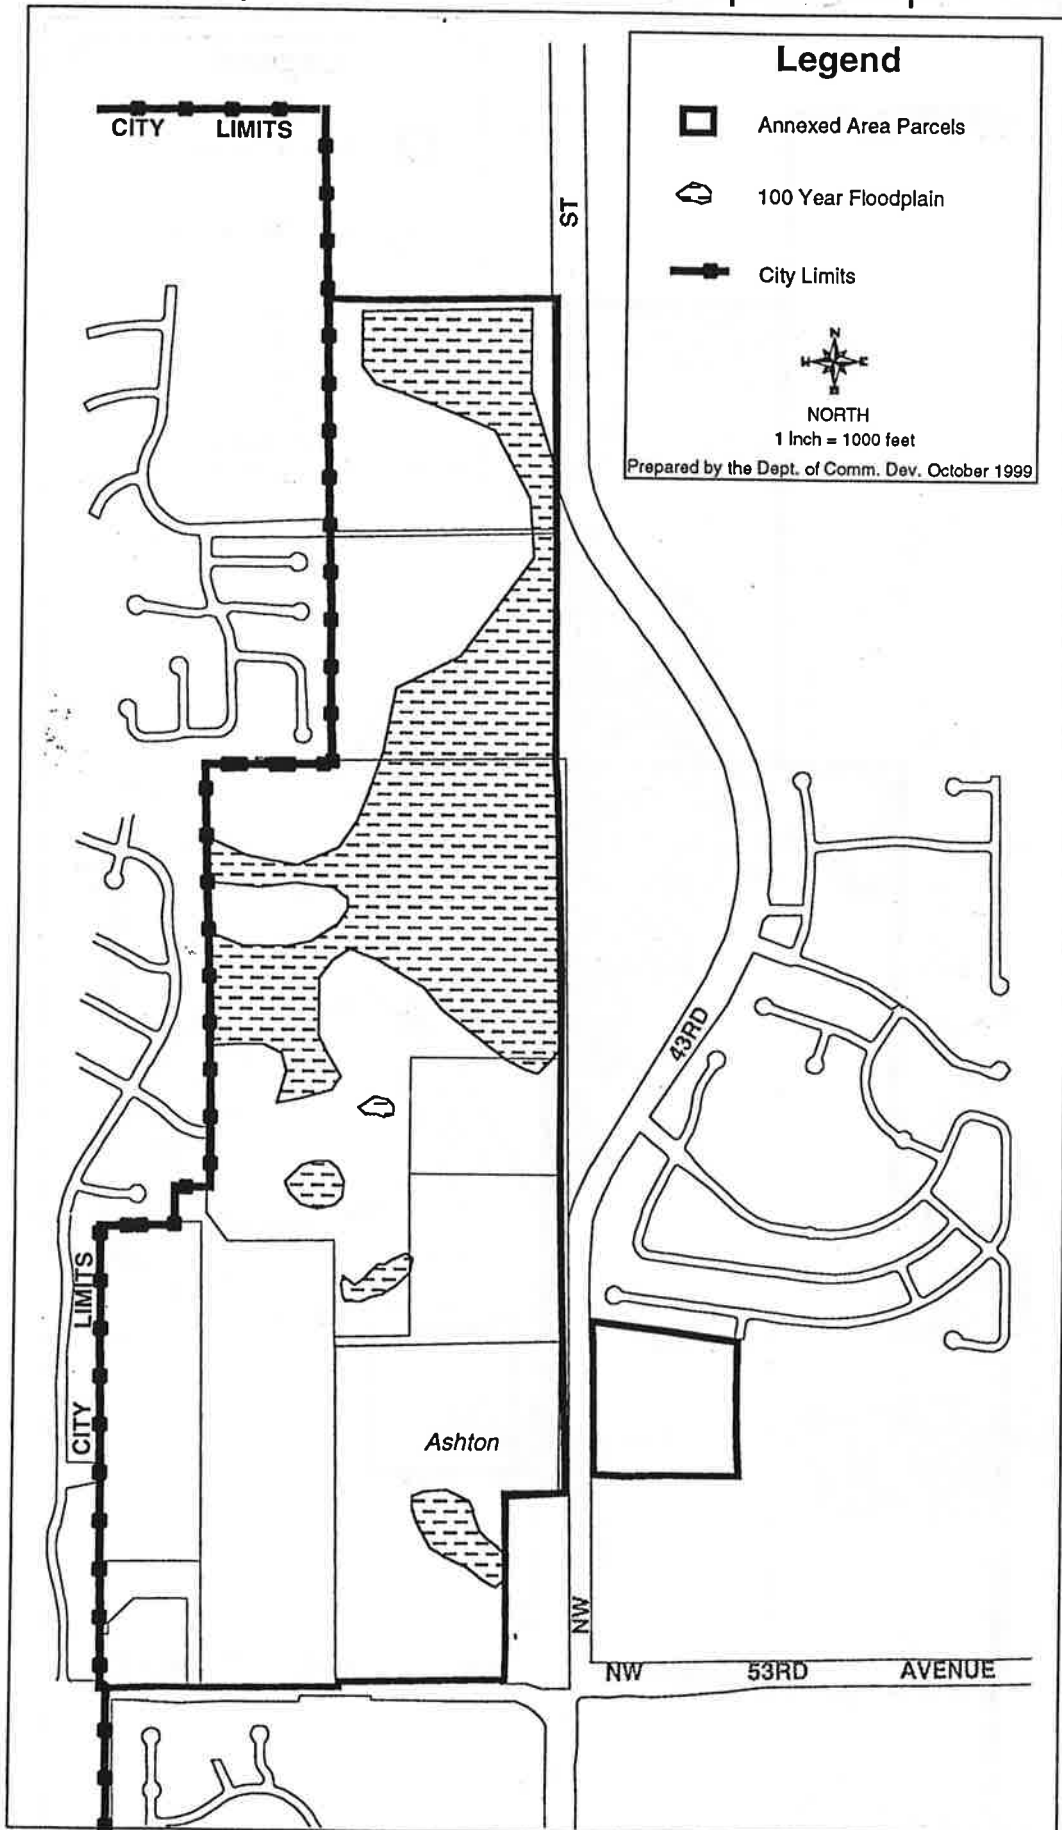 Legend
Annexed Area Parcels
100 Year Floodplain
City Limits
N
E
NORTH
1 Inch = 1000 feet
Prepared by the Dept. of Comm. Dev. October 1999
CITY LIMITS
ST
43RD
CITY LIMITS
Ashton
NW
NW 53RD AVENUE